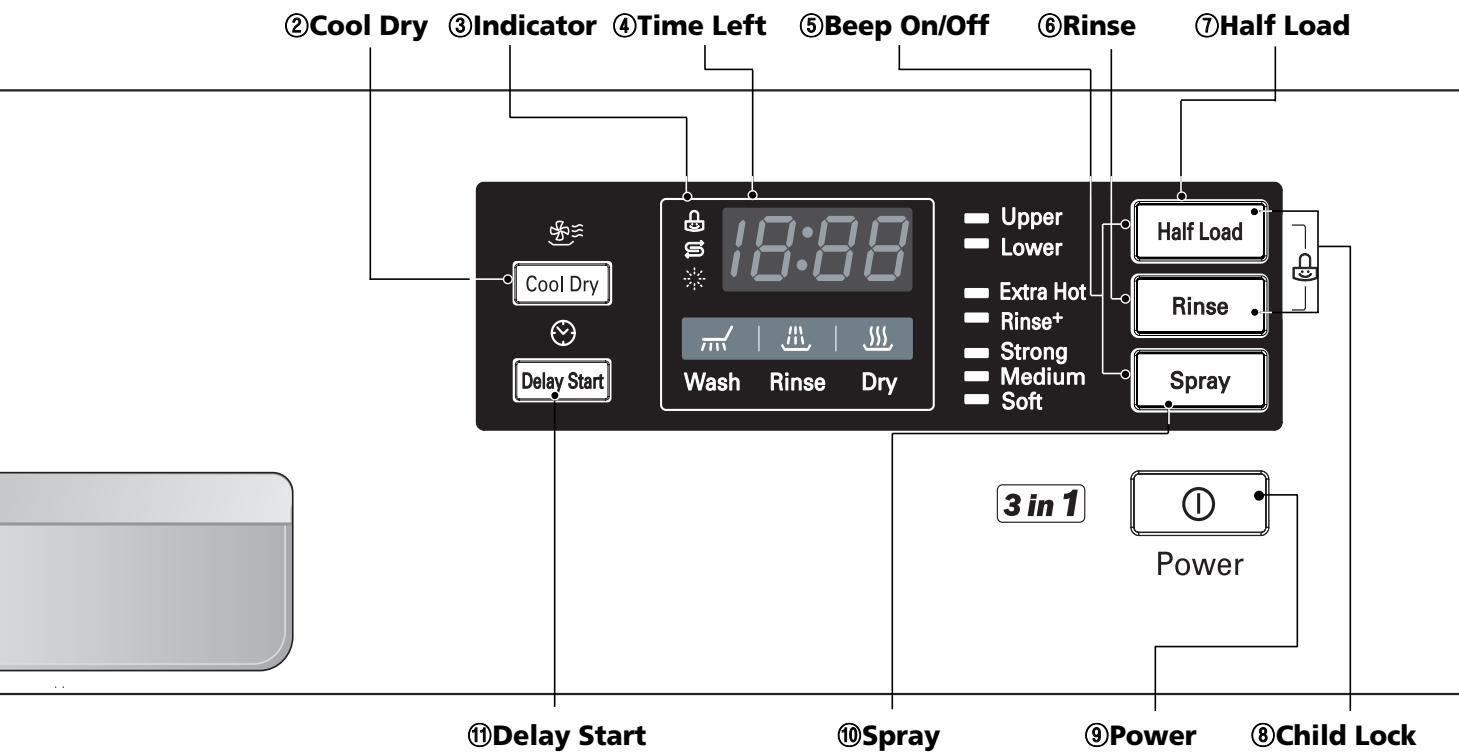 ②Cool Dry ③Indicator ④Time Left ⑤Beep On/Off ⑥Rinse ⑦Half Load
18:88
Upper
Lower
Half Load
Cool Dry
Extra Hot
Rinse+
Rinse
Strong
Medium
Soft
Delay Start
Wash Rinse Dry
Spray
3 in 1
Power
⑪Delay Start ⑩Spray ⑨Power ⑧Child Lock